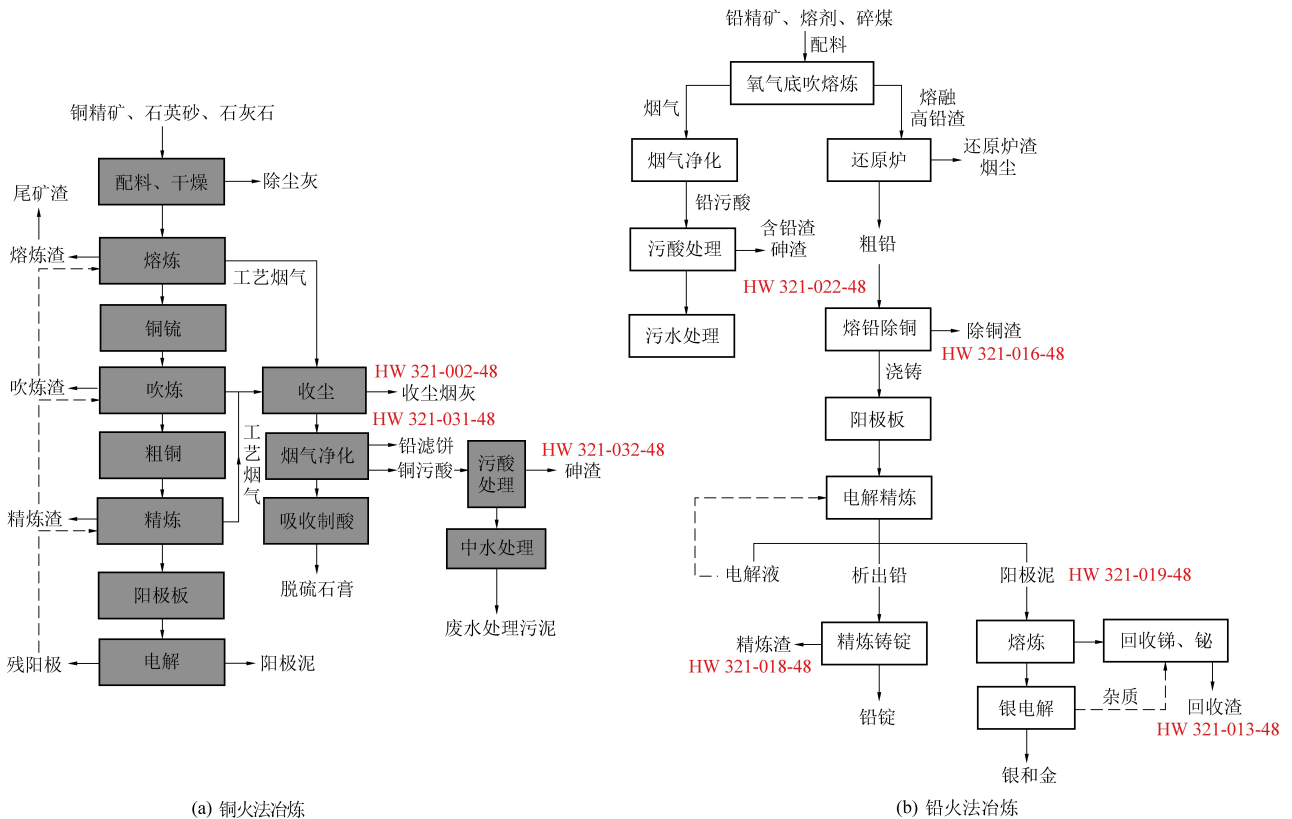 铜精矿、石英砂、石灰石
配料、干燥
除尘灰
尾矿渣
熔炼渣
熔炼
工艺烟气
铜锍
吹炼渣
吹炼
收尘
HW 321-002-48
收尘烟灰
HW 321-031-48
粗铜
工艺烟气
烟气净化
铅滤饼
铜污酸
污酸
处理
HW 321-032-48
砷渣
精炼渣
精炼
吸收制酸
中水处理
阳极板
脱硫石膏
废水处理污泥
残阳极
电解
阳极泥
(a) 铜火法冶炼
铅精矿、熔剂、碎煤
配料
氧气底吹熔炼
烟气
熔融
高铅渣
烟气净化
还原炉
还原炉渣
烟尘
铅污酸
污酸处理
含铅渣
砷渣
粗铅
HW 321-022-48
污水处理
熔铅除铜
除铜渣
HW 321-016-48
浇铸
阳极板
电解精炼
电解液
析出铅
阳极泥
HW 321-019-48
精炼渣
HW 321-018-48
精炼铸锭
熔炼
回收锑、铋
铅锭
银电解
杂质
回收渣
HW 321-013-48
银和金
(b) 铅火法冶炼